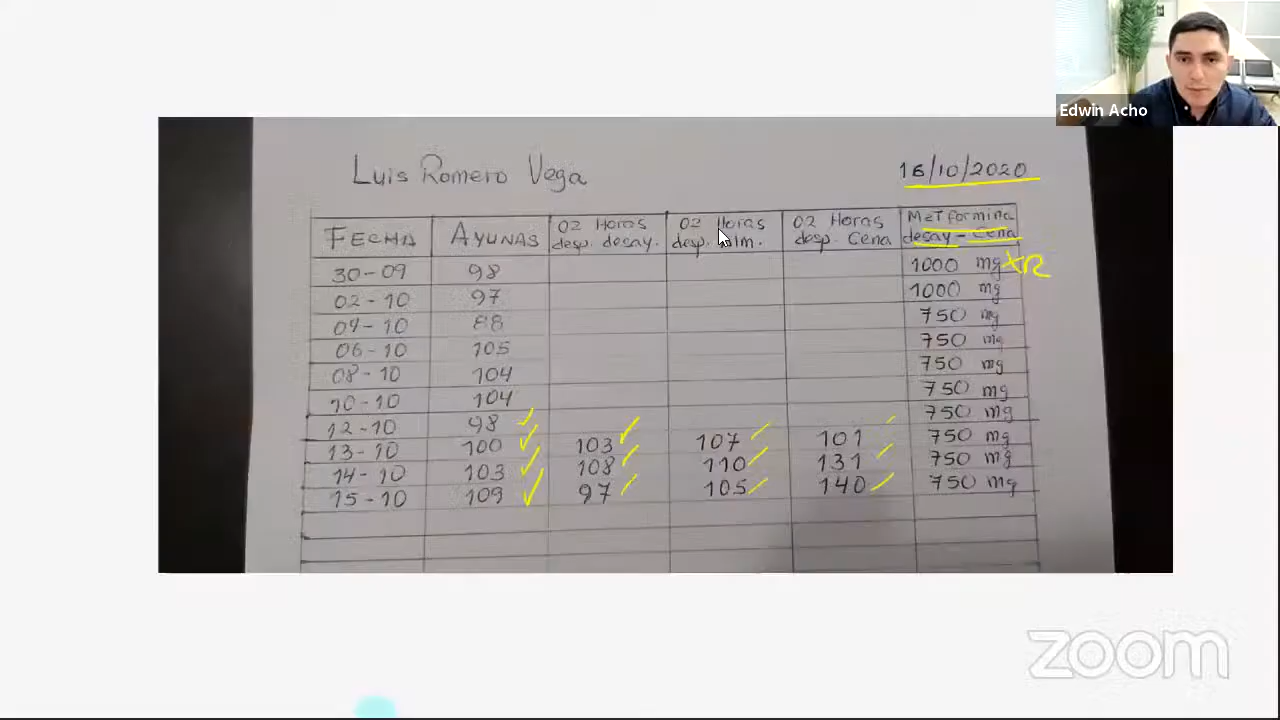 Edwin Acho
Luis Romero Vega 16/10/2020
FECHA AYUNAS 02 Horas desp. desay. 02 Horas desp. alm. 02 Horas desp. Cena Metformina desay - Cena
30-09 98 1000 mg XR
02-10 97 1000 mg
04-10 88 750 mg
06-10 105 750 mg
08-10 104 750 mg
10-10 104 750 mg
12-10 98 750 mg
13-10 100 103 107 101 750 mg
14-10 103 108 110 131 750 mg
15-10 109 97 105 140 750 mg
zoom